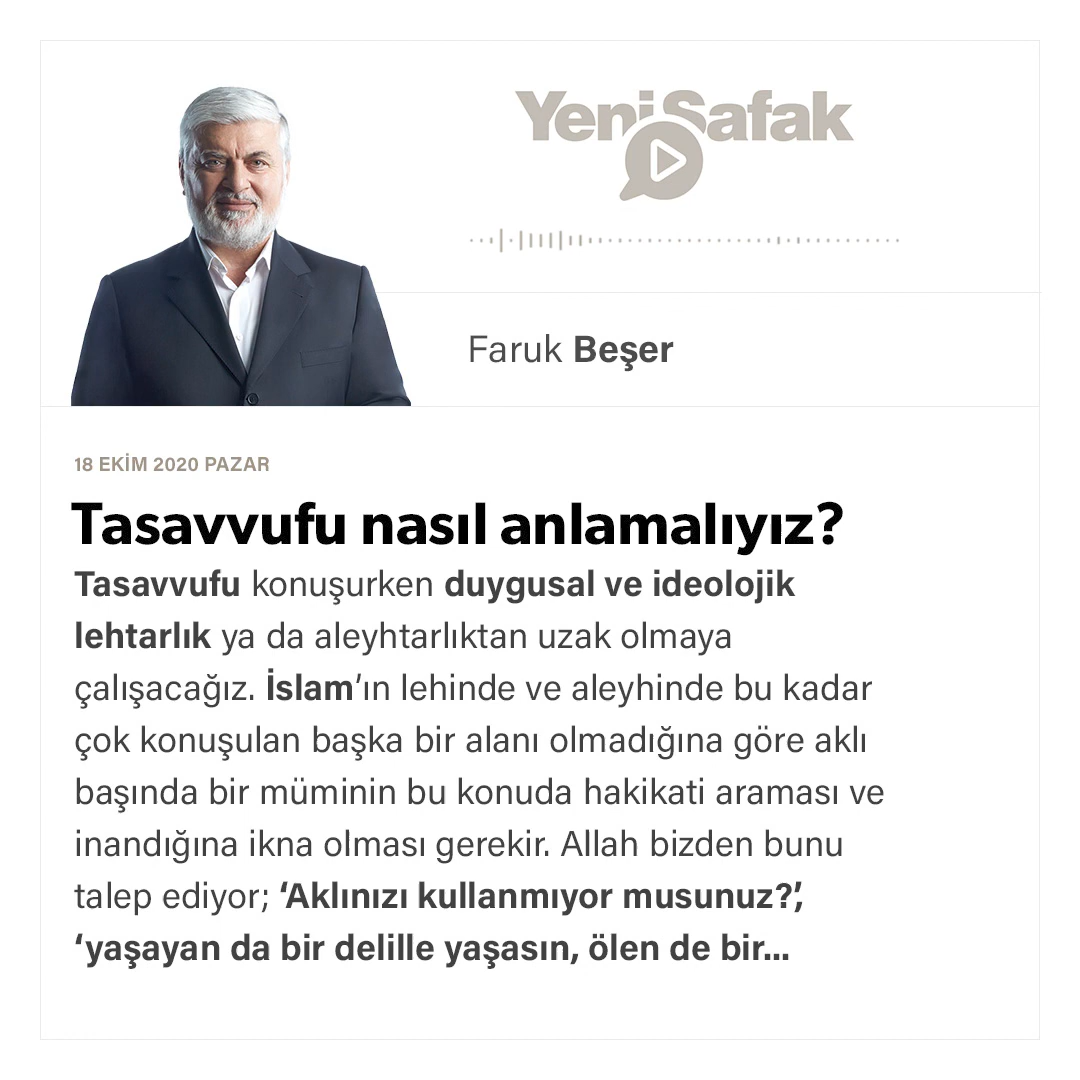 YeniŞafak
Faruk Beşer
18 EKİM 2020 PAZAR
Tasavvufu nasıl anlamalıyız?
Tasavvufu konuşurken duygusal ve ideolojik
lehtarlık ya da aleyhtarlıktan uzak olmaya
çalışacağız. İslam’ın lehinde ve aleyhinde bu kadar
çok konuşulan başka bir alanı olmadığına göre aklı
başında bir müminin bu konuda hakikati araması ve
inandığına ikna olması gerekir. Allah bizden bunu
talep ediyor; ‘Aklınızı kullanmıyor musunuz?’,
‘yaşayan da bir delille yaşasın, ölen de bir...